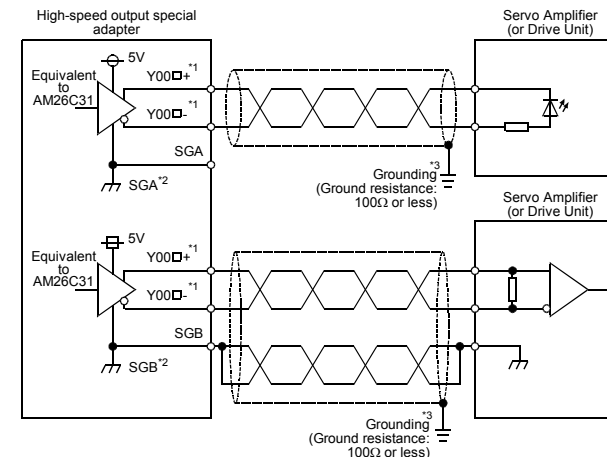 High-speed output special
adapter
Servo Amplifier
(or Drive Unit)
5V
Equivalent
to
AM26C31
Y00□+*1
Y00□-*1
SGA
SGA*2
*3
Grounding
(Ground resistance:
100Ω or less)
Servo Amplifier
(or Drive Unit)
5V
Equivalent
to
AM26C31
Y00□+*1
Y00□-*1
SGB
SGB*2
*3
Grounding
(Ground resistance:
100Ω or less)